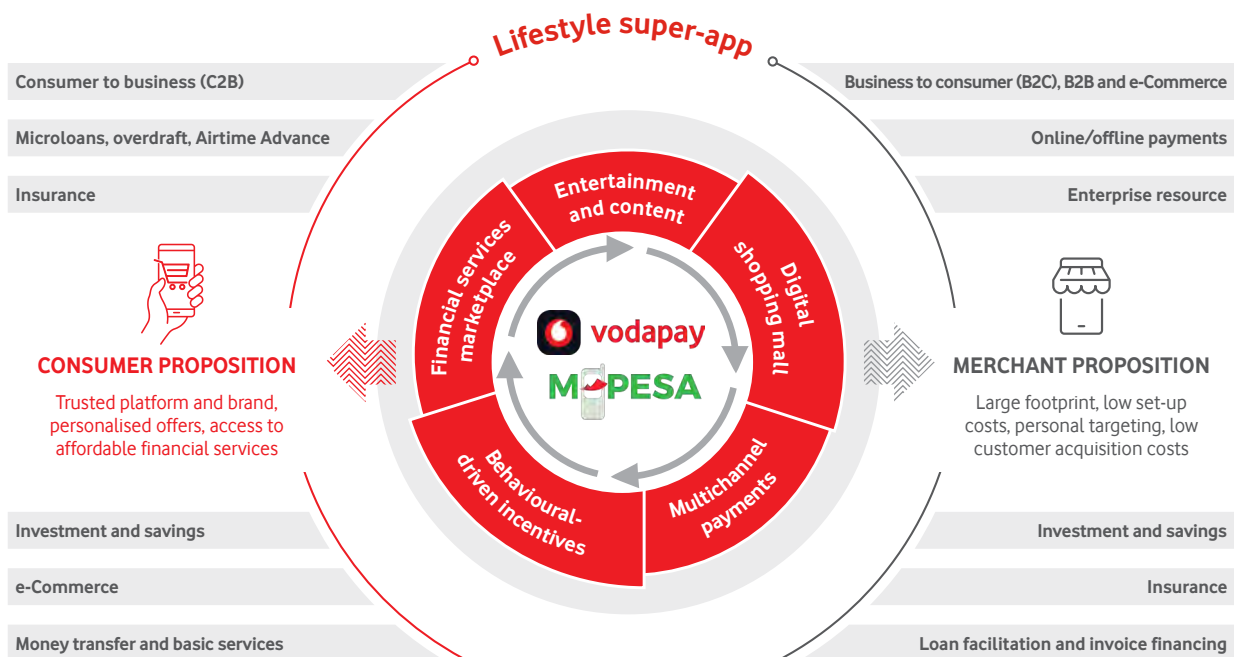 Lifestyle super-app
Consumer to business (C2B)
Microloans, overdraft, Airtime Advance
Insurance
CONSUMER PROPOSITION
Trusted platform and brand,
personalised offers, access to
affordable financial services
Investment and savings
e-Commerce
Money transfer and basic services
Entertainment
and content
Digital
shopping mall
Multichannel
payments
Behavioural-
driven incentives
Financial services
marketplace
vodapay
M PESA
Business to consumer (B2C), B2B and e-Commerce
Online/offline payments
Enterprise resource
MERCHANT PROPOSITION
Large footprint, low set-up
costs, personal targeting, low
customer acquisition costs
Investment and savings
Insurance
Loan facilitation and invoice financing